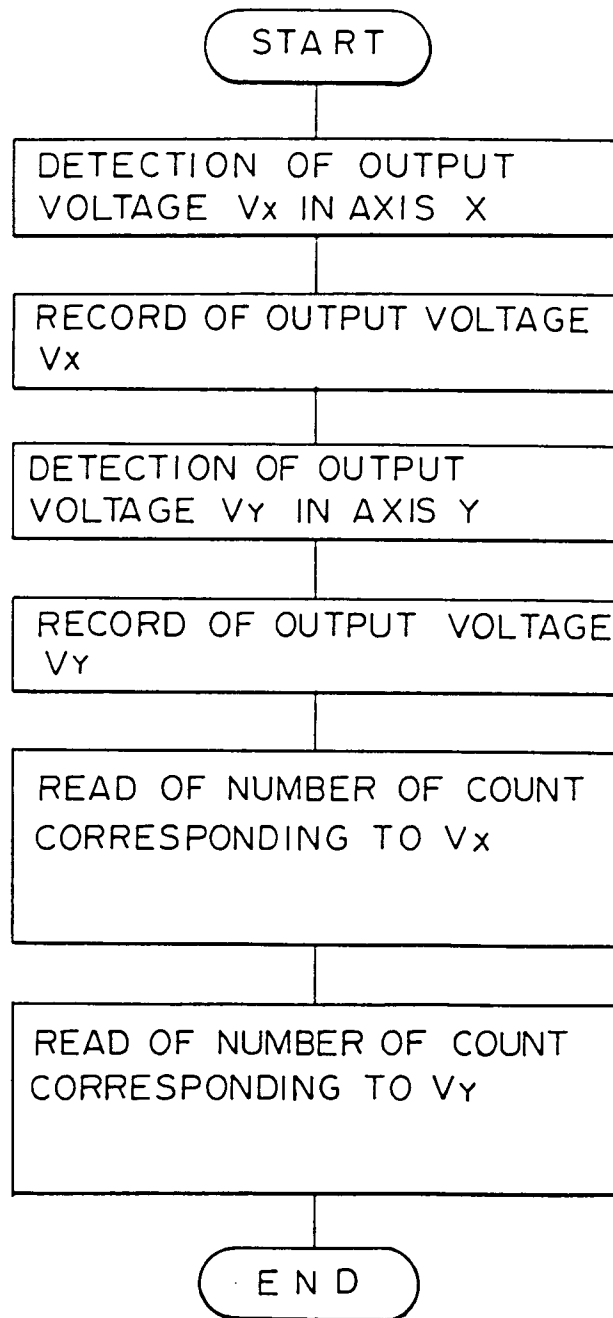 START
DETECTION OF OUTPUT
VOLTAGE Vx IN AXIS X
RECORD OF OUTPUT VOLTAGE
Vx
DETECTION OF OUTPUT
VOLTAGE VY IN AXIS Y
RECORD OF OUTPUT VOLTAGE
VY
READ OF NUMBER OF COUNT
CORRESPONDING TO Vx
READ OF NUMBER OF COUNT
CORRESPONDING TO VY
END